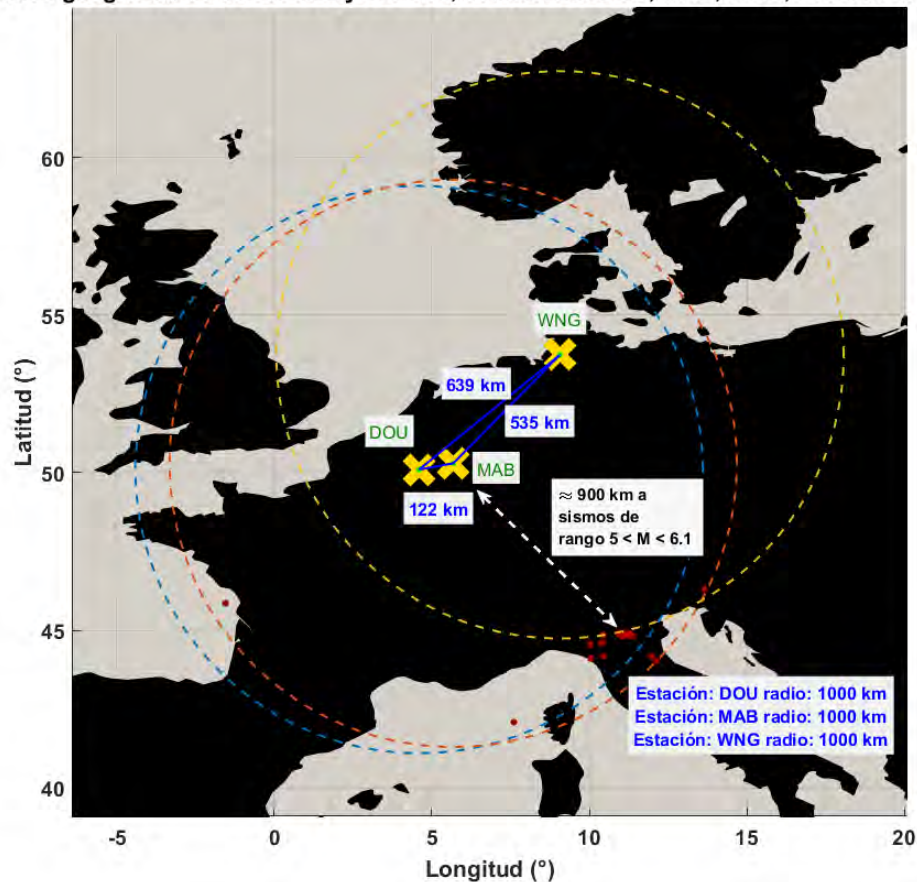 60
55
50
45
40
Latitud (°)
WNG
639 km
535 km
DOU
MAB
122 km
≈ 900 km a
sismos de
rango 5 < M < 6.1
Estación: DOU radio: 1000 km
Estación: MAB radio: 1000 km
Estación: WNG radio: 1000 km
-5
0
5
10
15
20
Longitud (°)